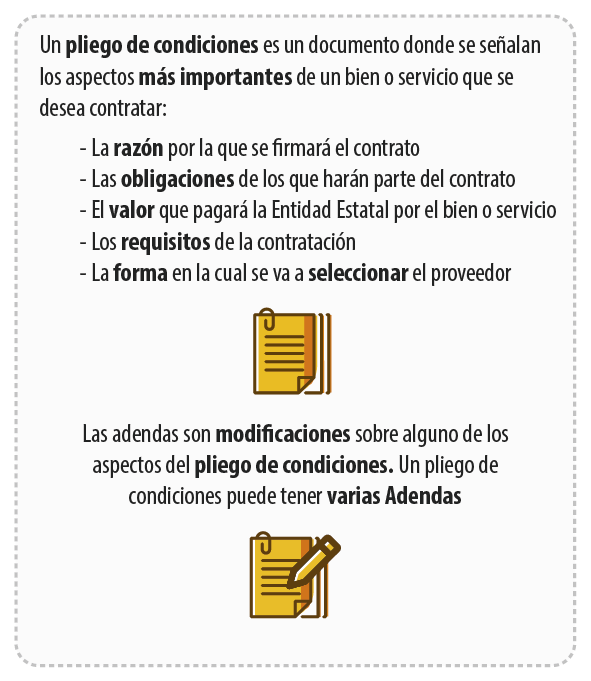 Un pliego de condiciones es un documento donde se señalan
los aspectos más importantes de un bien o servicio que se
desea contratar:
- La razón por la que se firmará el contrato
- Las obligaciones de los que harán parte del contrato
- El valor que pagará la Entidad Estatal por el bien o servicio
- Los requisitos de la contratación
- La forma en la cual se va a seleccionar el proveedor
Las adendas son modificaciones sobre alguno de los
aspectos del pliego de condiciones. Un pliego de
condiciones puede tener varias Adendas